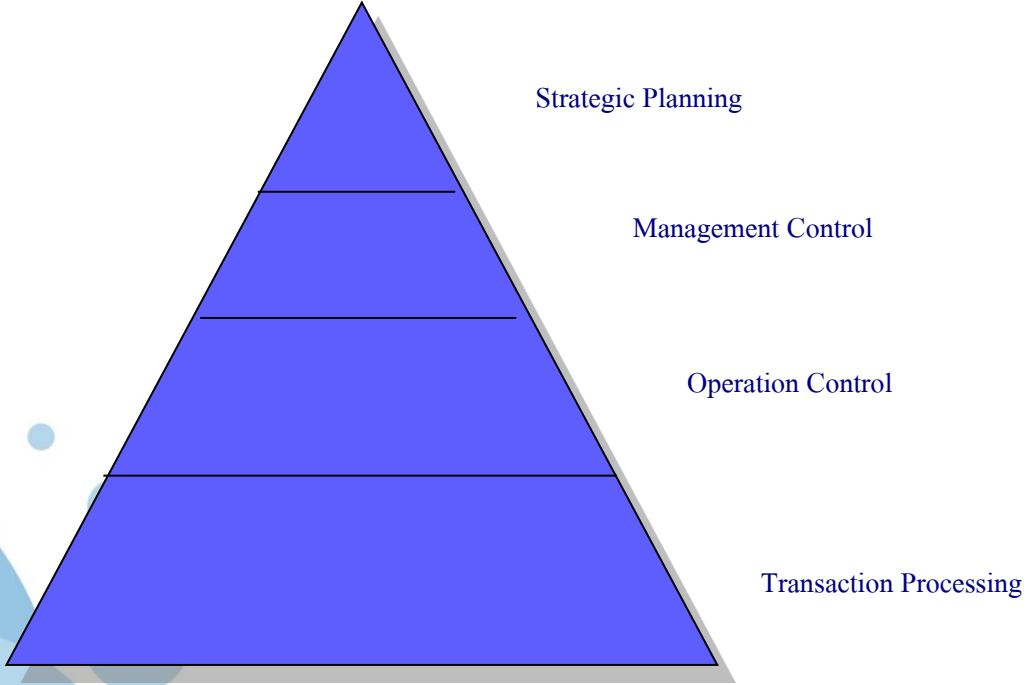 Strategic Planning
Management Control
Operation Control
Transaction Processing